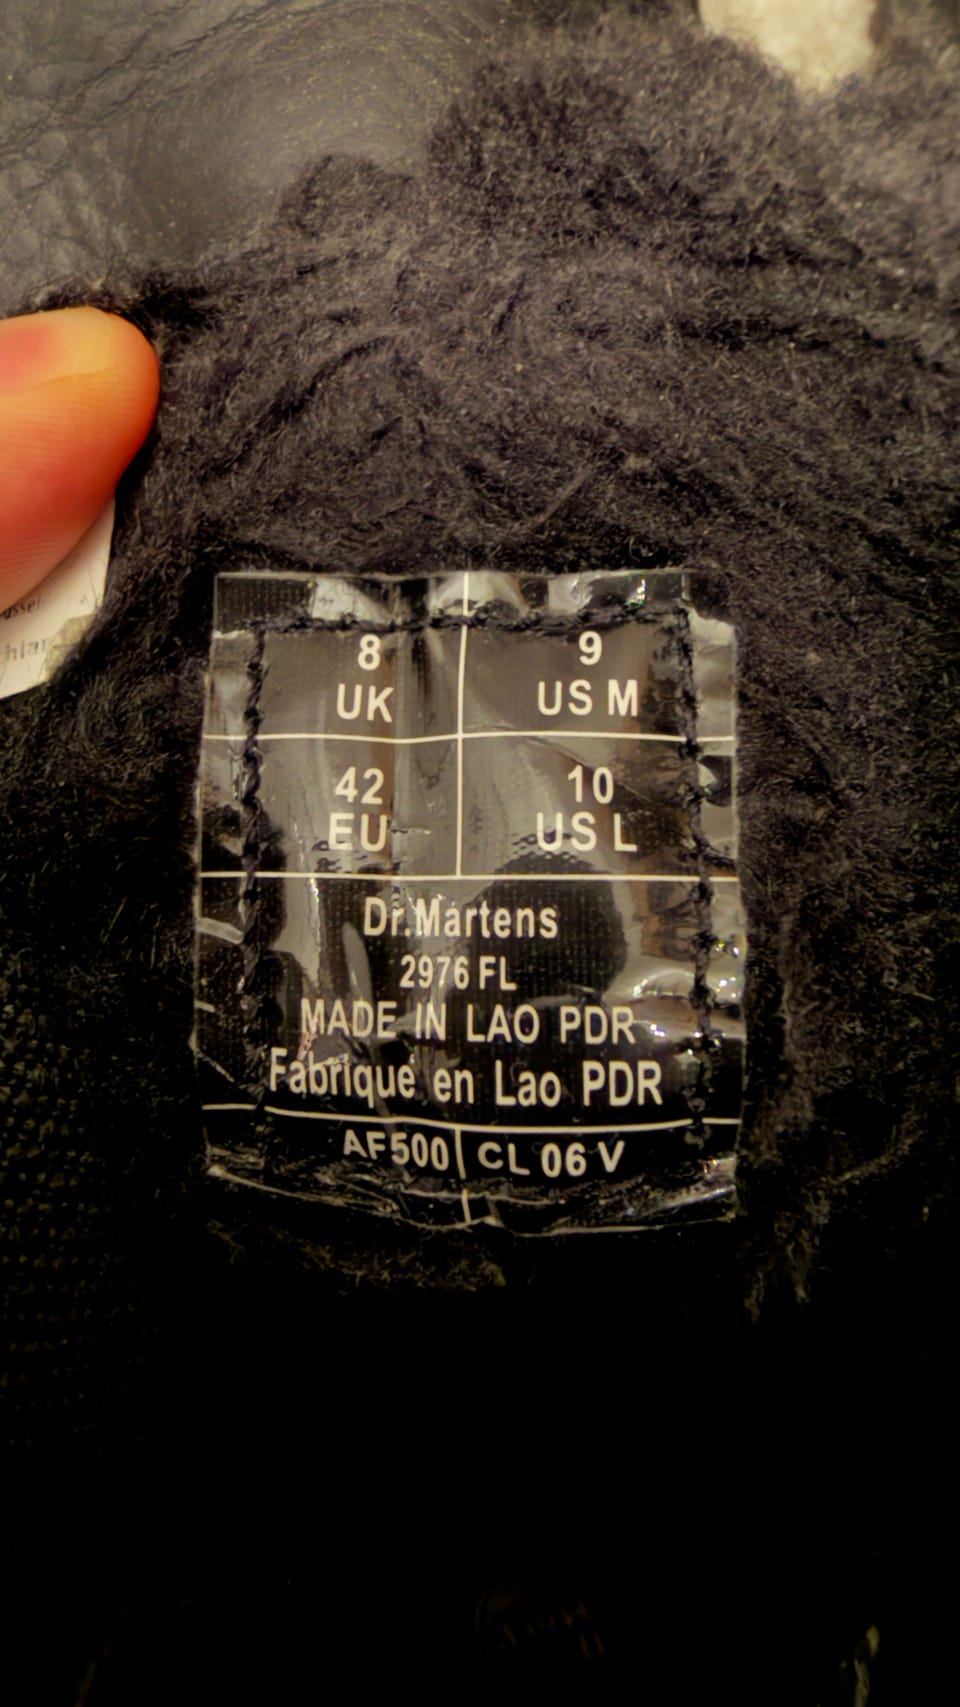 8
UK
9
US M
42
EU
10
US L
Dr.Martens
2976 FL
MADE IN LAO PDR
Fabrique en Lao PDR
AF500 CL 06 V